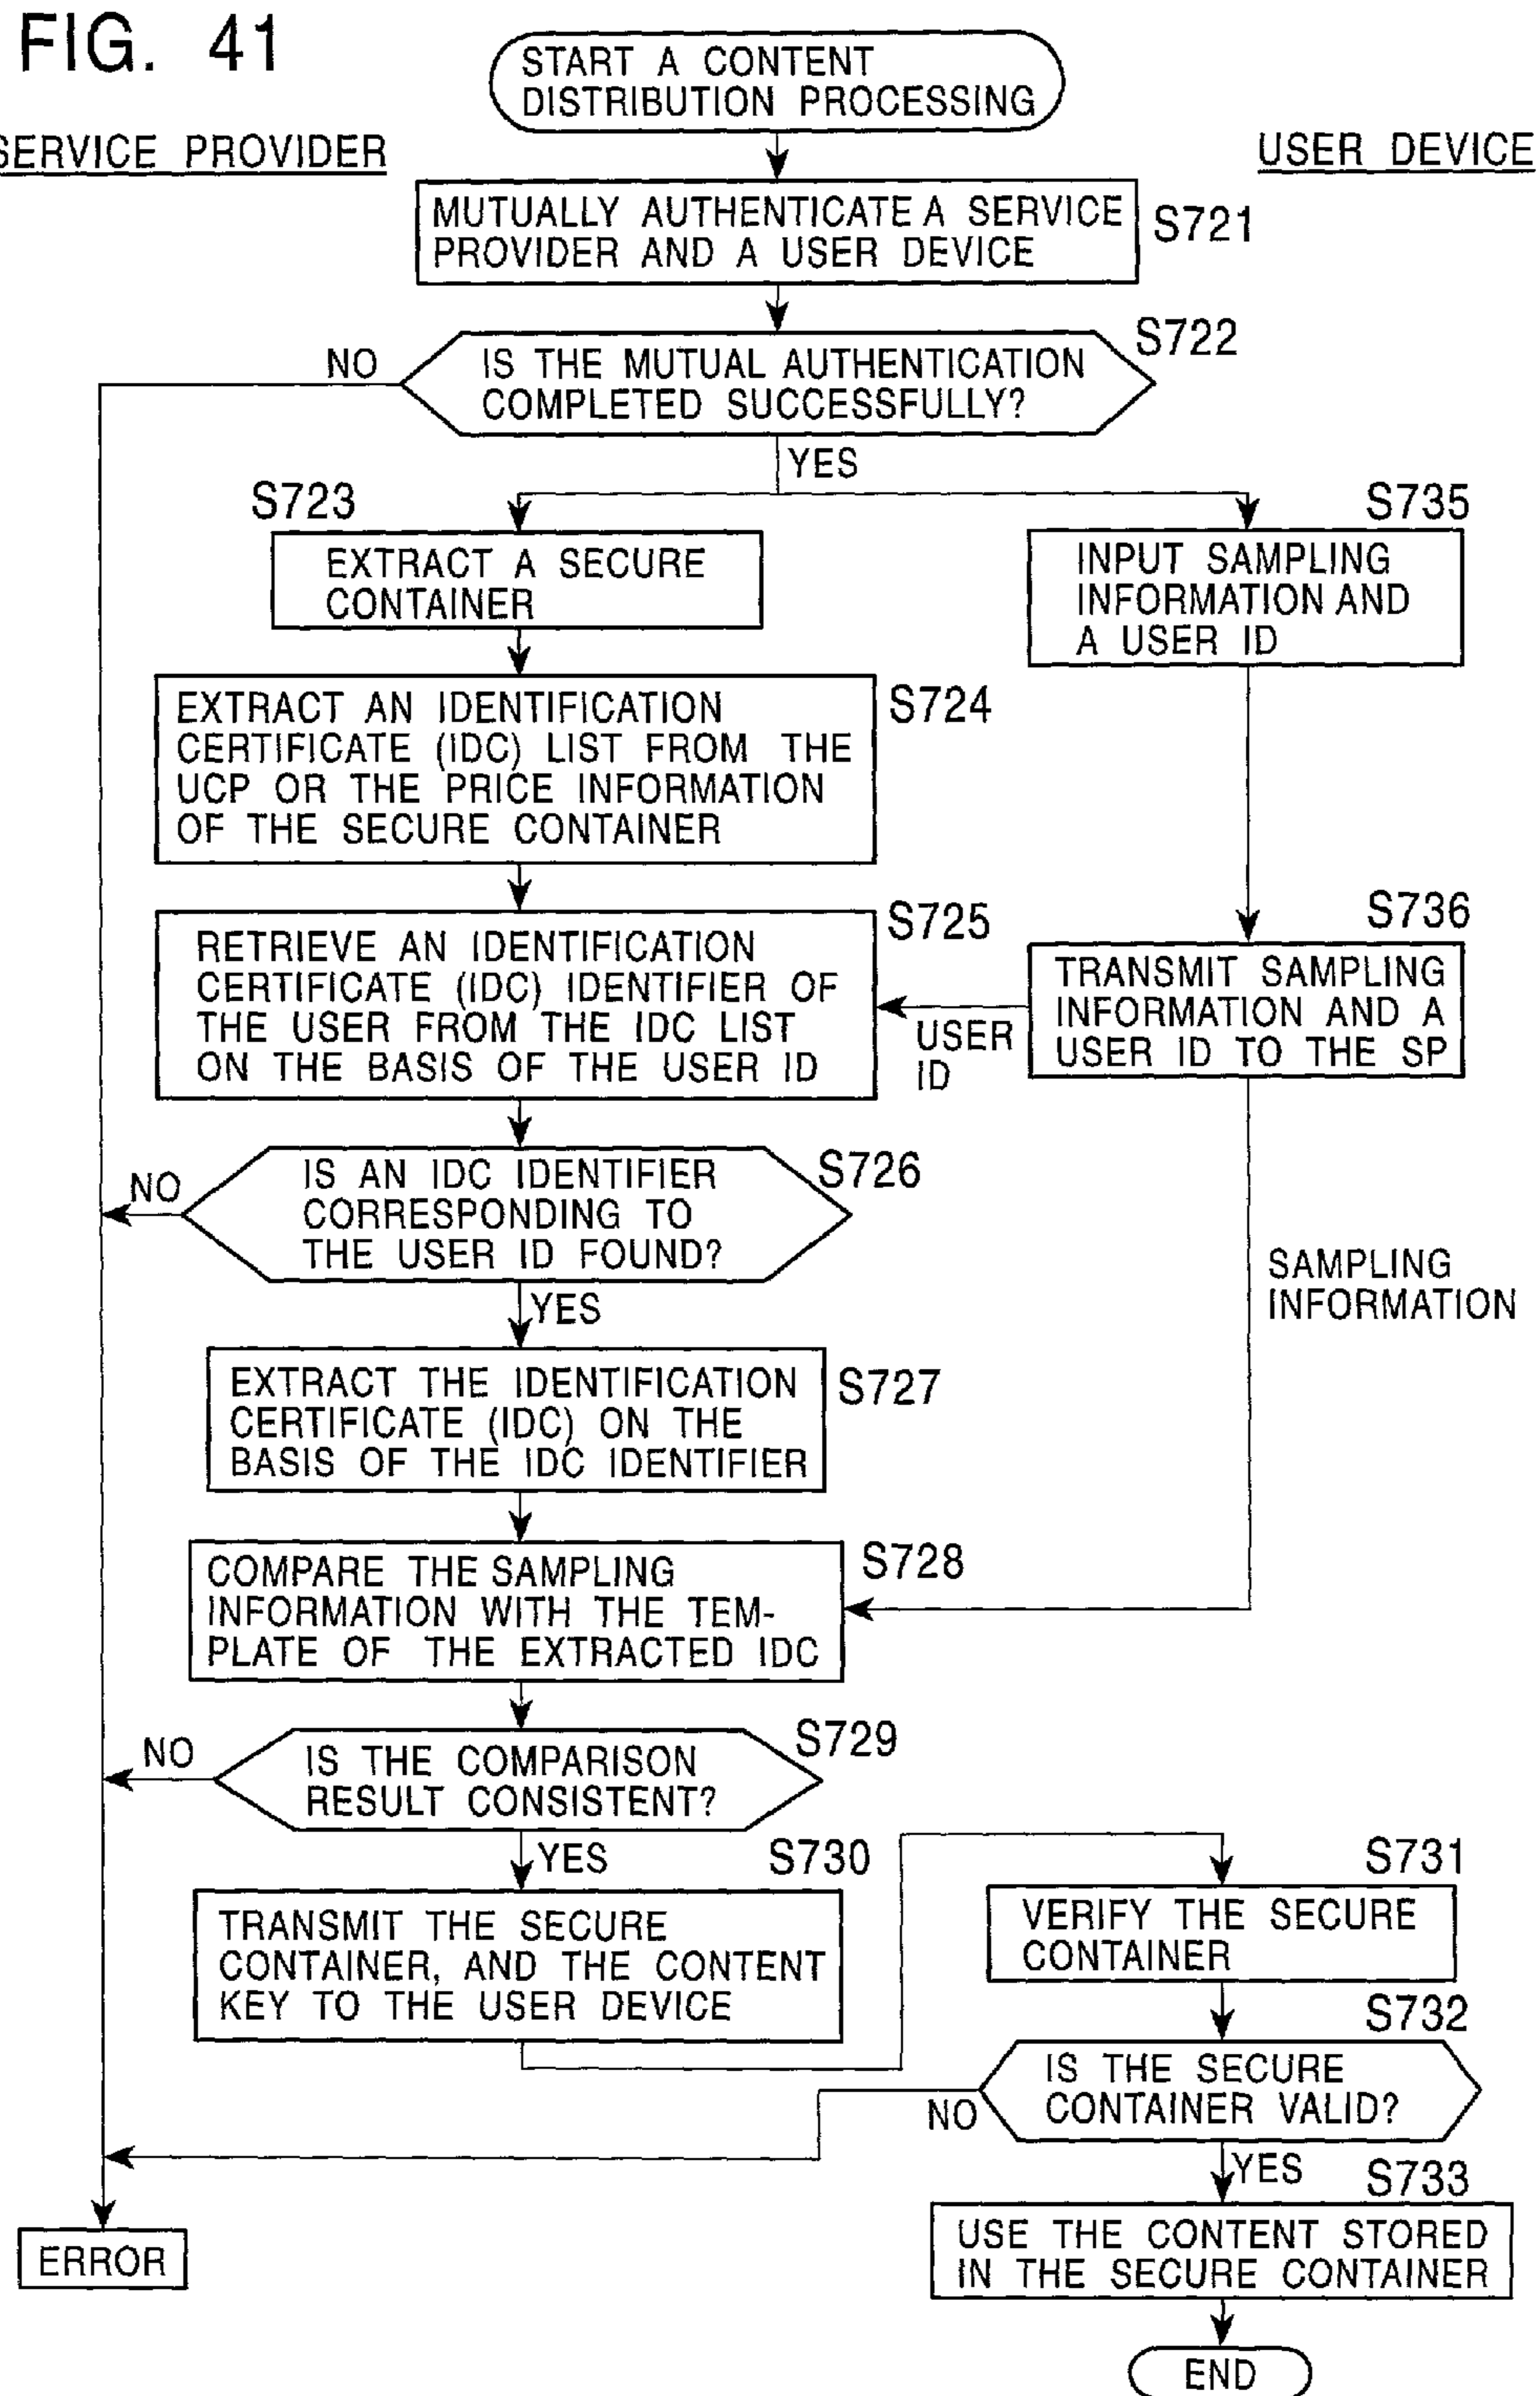 FIG. 41
START A CONTENT
DISTRIBUTION PROCESSING
SERVICE PROVIDER
USER DEVICE
MUTUALLY AUTHENTICATE A SERVICE
PROVIDER AND A USER DEVICE
S721
IS THE MUTUAL AUTHENTICATION
COMPLETED SUCCESSFULLY?
S722
NO
YES
S723
EXTRACT A SECURE
CONTAINER
S735
INPUT SAMPLING
INFORMATION AND
A USER ID
EXTRACT AN IDENTIFICATION
CERTIFICATE (IDC) LIST FROM THE
UCP OR THE PRICE INFORMATION
OF THE SECURE CONTAINER
S724
RETRIEVE AN IDENTIFICATION
CERTIFICATE (IDC) IDENTIFIER OF
THE USER FROM THE IDC LIST
ON THE BASIS OF THE USER ID
S725
S736
TRANSMIT SAMPLING
INFORMATION AND A
USER ID TO THE SP
USER
ID
IS AN IDC IDENTIFIER
CORRESPONDING TO
THE USER ID FOUND?
S726
NO
YES
SAMPLING
INFORMATION
EXTRACT THE IDENTIFICATION
CERTIFICATE (IDC) ON THE
BASIS OF THE IDC IDENTIFIER
S727
COMPARE THE SAMPLING
INFORMATION WITH THE TEM-
PLATE OF THE EXTRACTED IDC
S728
IS THE COMPARISON
RESULT CONSISTENT?
S729
NO
YES
S730
TRANSMIT THE SECURE
CONTAINER, AND THE CONTENT
KEY TO THE USER DEVICE
S731
VERIFY THE SECURE
CONTAINER
S732
IS THE SECURE
CONTAINER VALID?
NO
YES
S733
USE THE CONTENT STORED
IN THE SECURE CONTAINER
ERROR
END